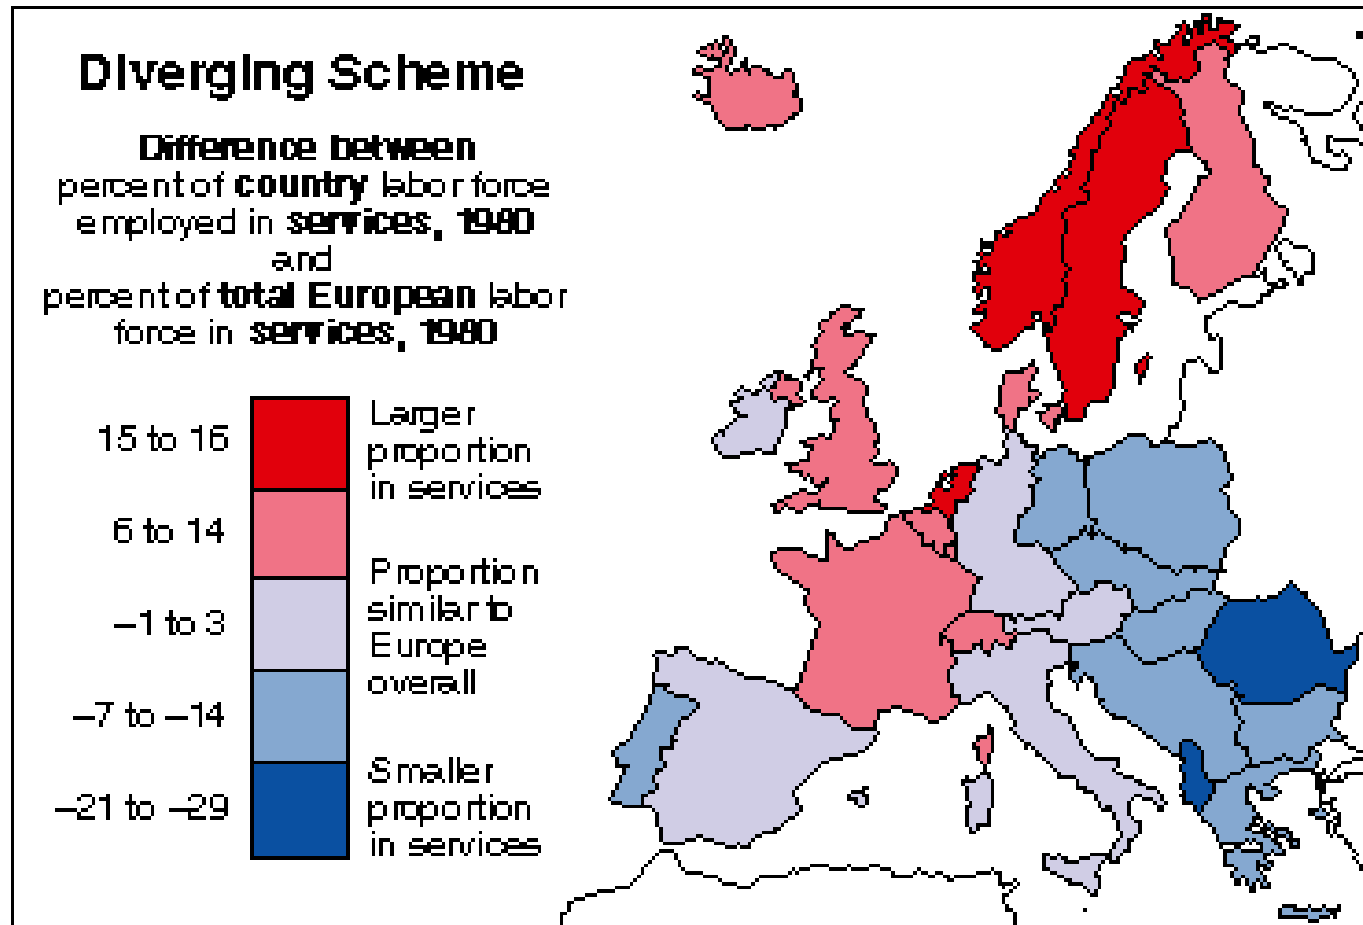 Diverging Scheme
Difference between
percent of country labor force
employed in services, 1980
and
percent of total European labor
force in services, 1980
15 to 16
6 to 14
–1 to 3
–7 to –14
–21 to –29
Larger
proportion
in services
Proportion
similar to
Europe
overall
Smaller
proportion
in services